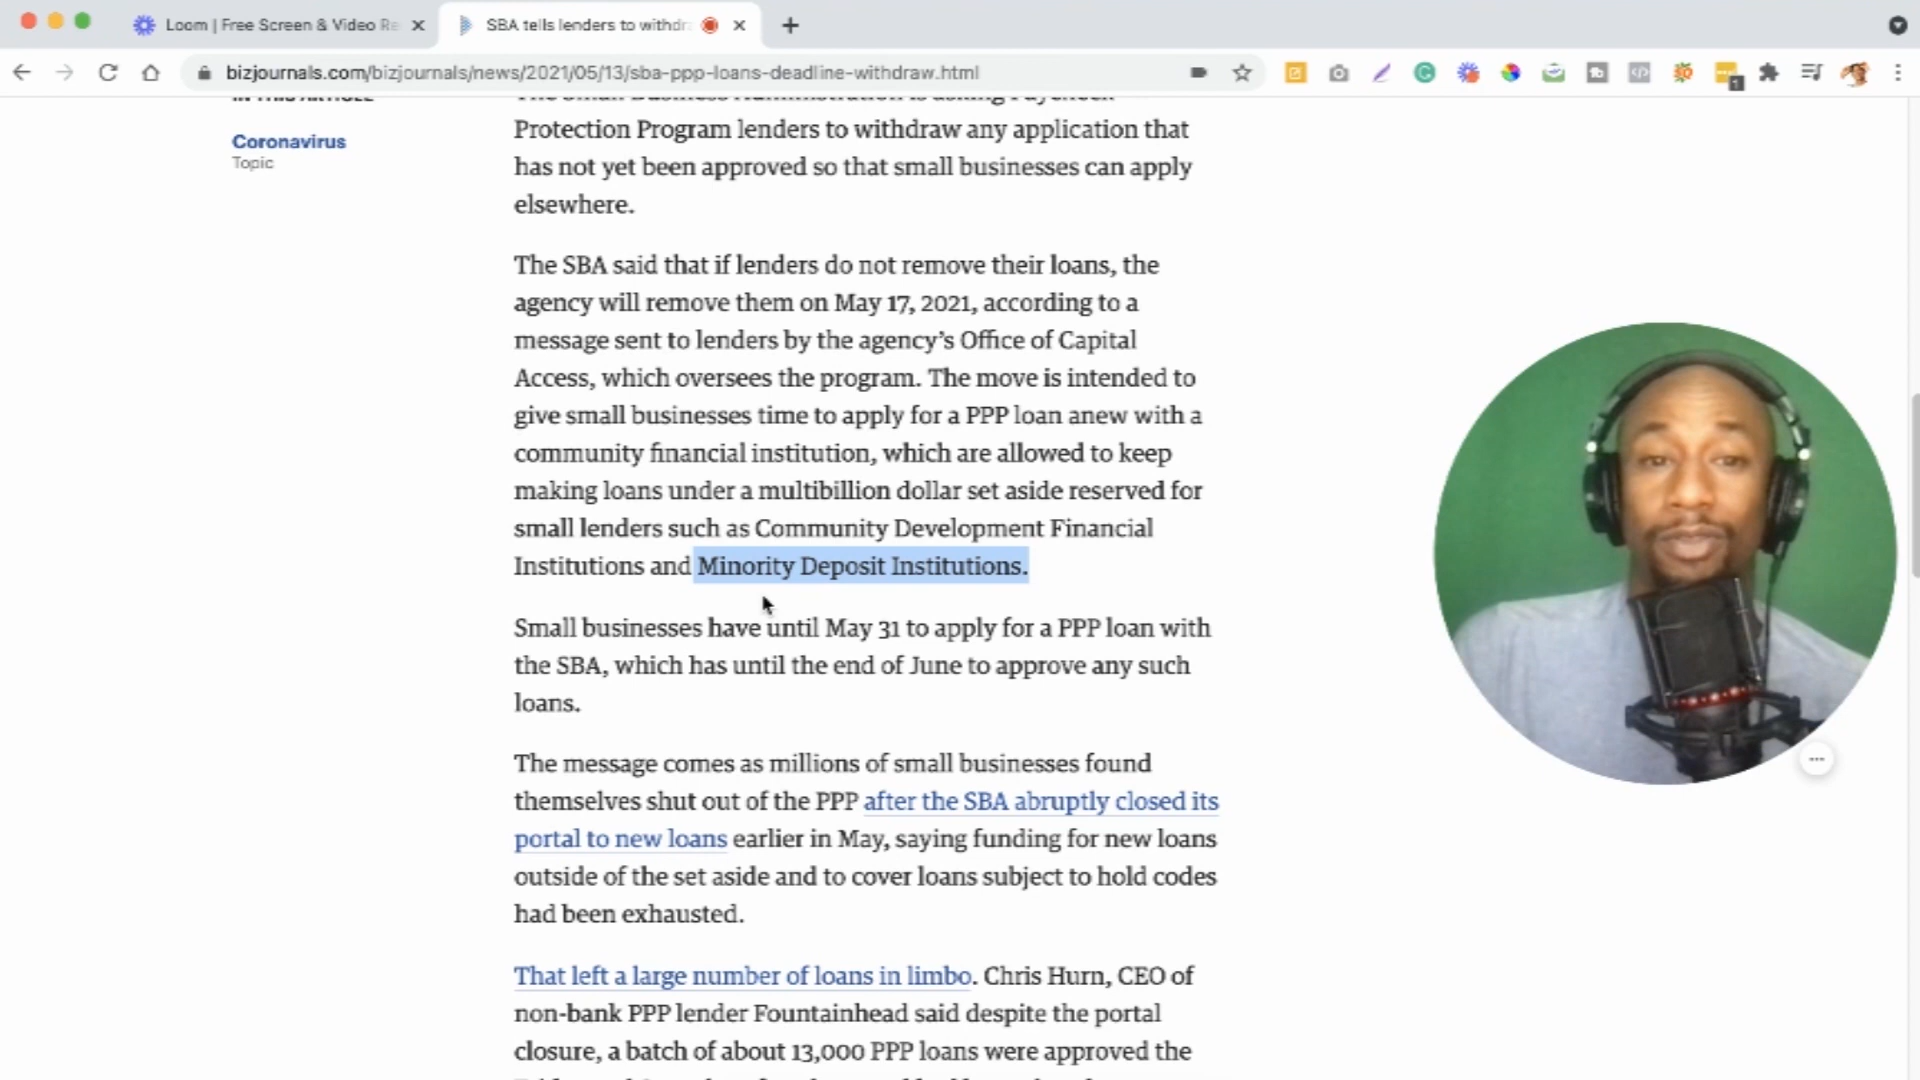 Loom | Free Screen & Video Re
SBA tells lenders to withdr
bizjournals.com/bizjournals/news/2021/05/13/sba-ppp-loans-deadline-withdraw.html
IN THIS ARTICLE
Coronavirus
Topic
The Small Business Administration is asking Paycheck
Protection Program lenders to withdraw any application that
has not yet been approved so that small businesses can apply
elsewhere.
The SBA said that if lenders do not remove their loans, the
agency will remove them on May 17, 2021, according to a
message sent to lenders by the agency’s Office of Capital
Access, which oversees the program. The move is intended to
give small businesses time to apply for a PPP loan anew with a
community financial institution, which are allowed to keep
making loans under a multibillion dollar set aside reserved for
small lenders such as Community Development Financial
Institutions and Minority Deposit Institutions.
Small businesses have until May 31 to apply for a PPP loan with
the SBA, which has until the end of June to approve any such
loans.
The message comes as millions of small businesses found
themselves shut out of the PPP after the SBA abruptly closed its
portal to new loans earlier in May, saying funding for new loans
outside of the set aside and to cover loans subject to hold codes
had been exhausted.
That left a large number of loans in limbo. Chris Hurn, CEO of
non-bank PPP lender Fountainhead said despite the portal
closure, a batch of about 13,000 PPP loans were approved the